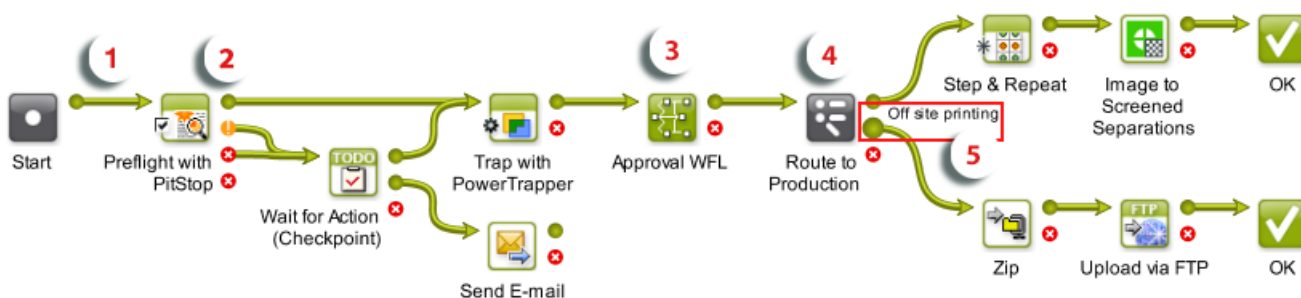 1
2
3
4
5
Start
Preflight with
PitStop
TODO
Wait for Action
(Checkpoint)
Send E-mail
Trap with
PowerTrapper
Approval WFL
Route to
Production
Off site printing
Step & Repeat
Image to
Screened
Separations
OK
Zip
FTP
Upload via FTP
OK